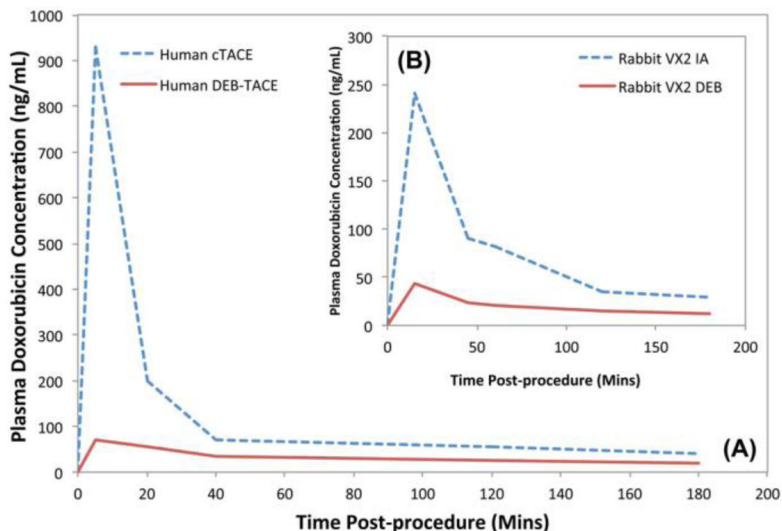 1000
900
800
700
600
500
400
300
200
100
0
Plasma Doxorubicin Concentration (ng/mL)
Human cTACE
Human DEB-TACE
0 20 40 60 80 100 120 140 160 180 200
Time Post-procedure (Mins)
(A)
300
250
200
150
100
50
0
Plasma Doxorubicin Concentration (ng/mL)
(B)
Rabbit VX2 IA
Rabbit VX2 DEB
0 50 100 150 200
Time Post-procedure (Mins)